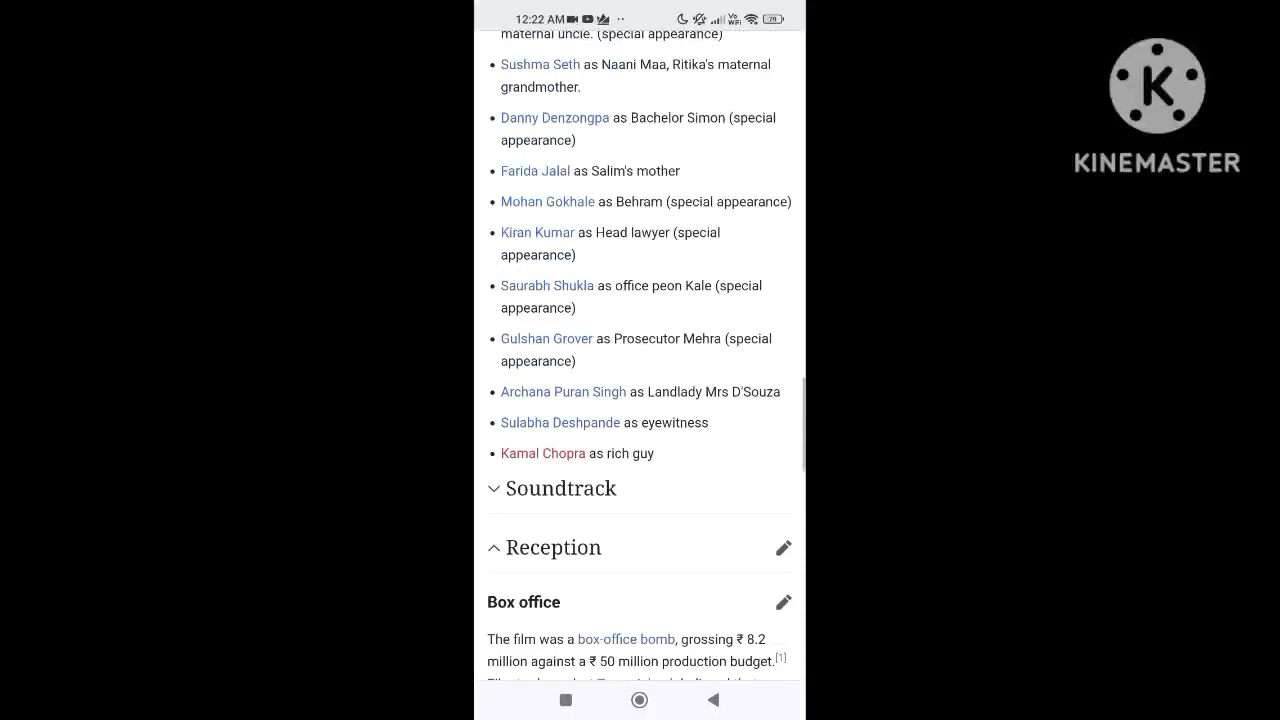 12:22 AM
Vo
WiFi
79
maternal uncle. (special appearance)
Sushma Seth as Naani Maa, Ritika's maternal
grandmother.
Danny Denzongpa as Bachelor Simon (special
appearance)
Farida Jalal as Salim's mother
Mohan Gokhale as Behram (special appearance)
Kiran Kumar as Head lawyer (special
appearance)
Saurabh Shukla as office peon Kale (special
appearance)
Gulshan Grover as Prosecutor Mehra (special
appearance)
Archana Puran Singh as Landlady Mrs D'Souza
Sulabha Deshpande as eyewitness
Kamal Chopra as rich guy
Soundtrack
Reception
Box office
The film was a box-office bomb, grossing ₹ 8.2
million against a ₹ 50 million production budget.[1]
K
KINEMASTER